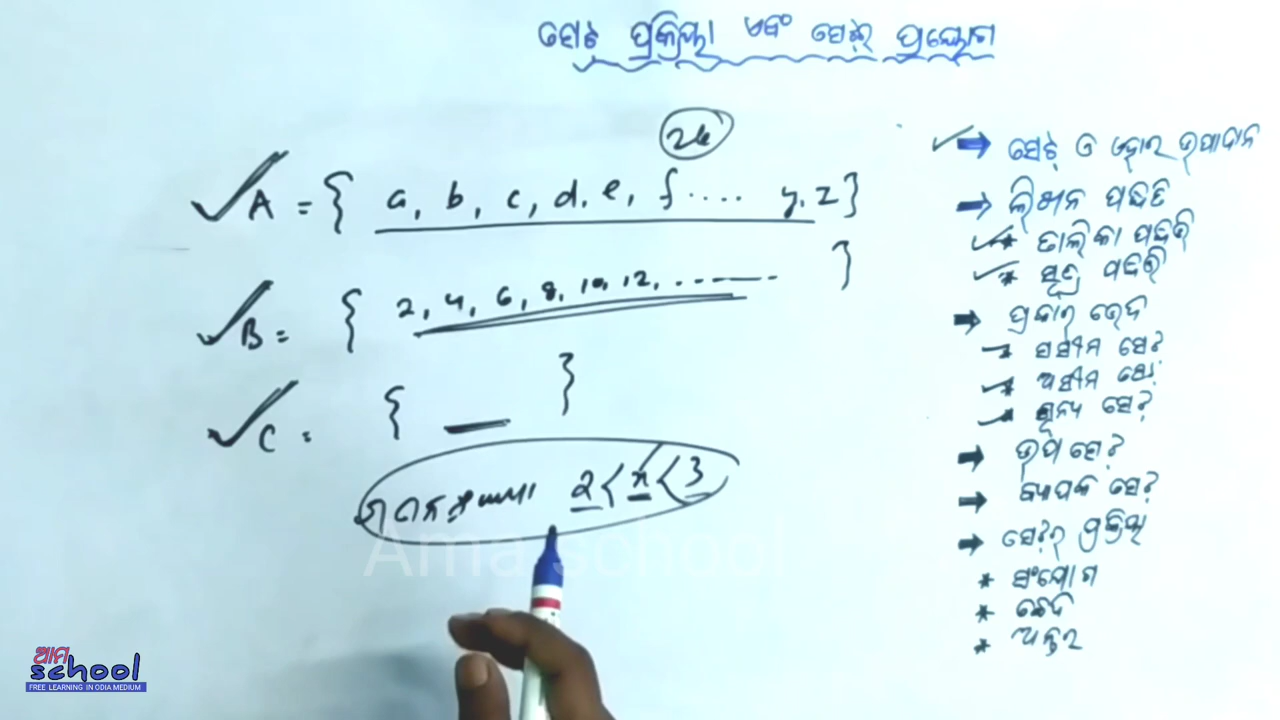 ସେଟ୍ ପ୍ରକ୍ରିୟା ଏବଂ ସେଟ୍‌ର ପ୍ରୟୋଗ
26
A = { a, b, c, d, e, f .... y, z }
B = { 2, 4, 6, 8, 10, 12, ........ }
C = { __ }
2 < x < 3
➡ ସେଟ୍ ଓ ଏହାର ଉପାଦାନ
➡ ଲିଖନ ପଦ୍ଧତି
* ତାଲିକା ପଦ୍ଧତି
* ସୂତ୍ର ପଦ୍ଧତି
➡ ପ୍ରକାର ଭେଦ
* ସସୀମ ସେଟ୍
* ଅସୀମ ସେଟ୍
* ଶୂନ୍ୟ ସେଟ୍
➡ ଉପସେଟ୍
➡ ବ୍ୟାପକ ସେଟ୍
➡ ସେଟ୍‌ର ପ୍ରକ୍ରିୟା
* ସଂଯୋଗ
* ଛେଦ
* ଅନ୍ତର
Ama school
ଆମ
school
FREE LEARNING IN ODIA MEDIUM